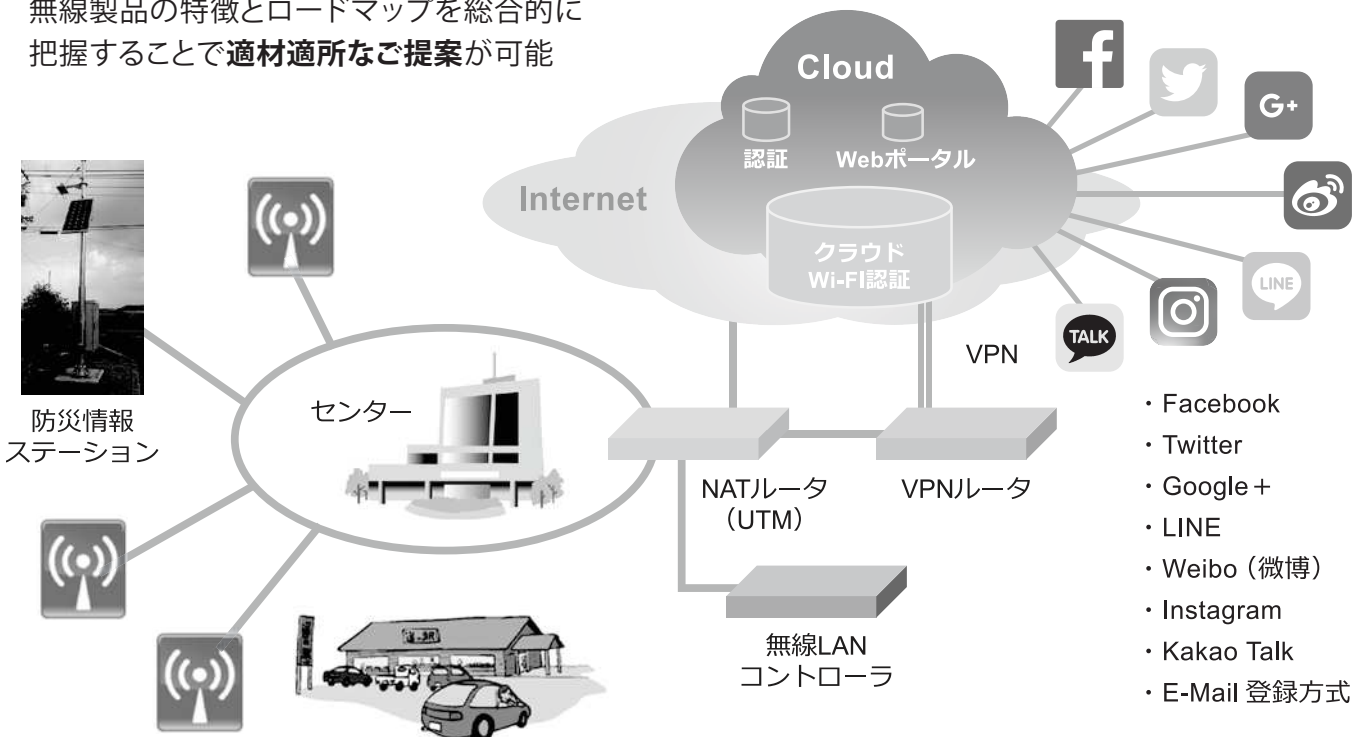 無線製品の特徴とロードマップを総合的に
把握することで適材適所なご提案が可能
Cloud
認証
Webポータル
Internet
クラウド
Wi-FI認証
G+
LINE
TALK
VPN
防災情報
ステーション
センター
NATルータ
（UTM）
VPNルータ
無線LAN
コントローラ
・Facebook
・Twitter
・Google＋
・LINE
・Weibo（微博）
・Instagram
・Kakao Talk
・E-Mail 登録方式